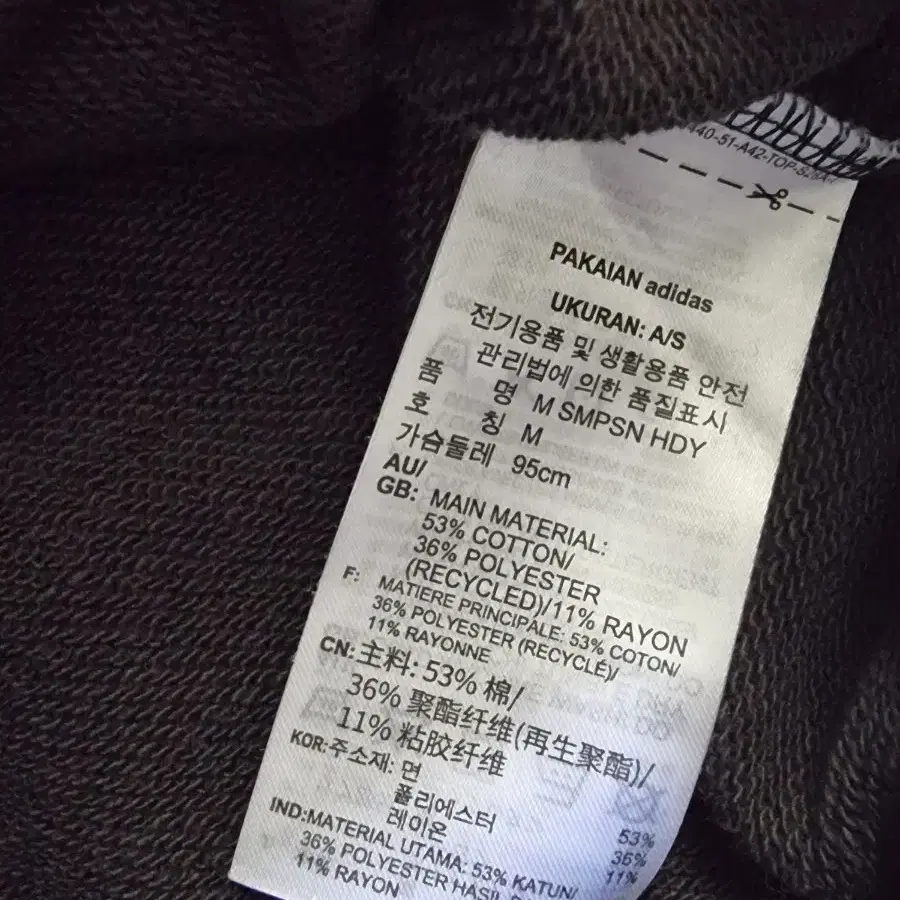 A40-51-A42-TOP-
PAKAIAN adidas
UKURAN: A/S
전기용품 및 생활용품 안전
관리법에 의한 품질표시
품 명 M SMPSN HDY
호 칭 M
가슴둘레 95cm
AU/
GB: MAIN MATERIAL:
53% COTTON/
36% POLYESTER
(RECYCLED)/11% RAYON
F: MATIERE PRINCIPALE: 53% COTON/
36% POLYESTER (RECYCLÉ)/
11% RAYONNE
CN:主料: 53% 棉/
36% 聚酯纤维(再生聚酯)/
11% 粘胶纤维
KOR:주소재: 면 53%
폴리에스터 36%
레이온 11%
IND:MATERIAL UTAMA: 53% KATUN/
36% POLYESTER HASIL
11% RAYON